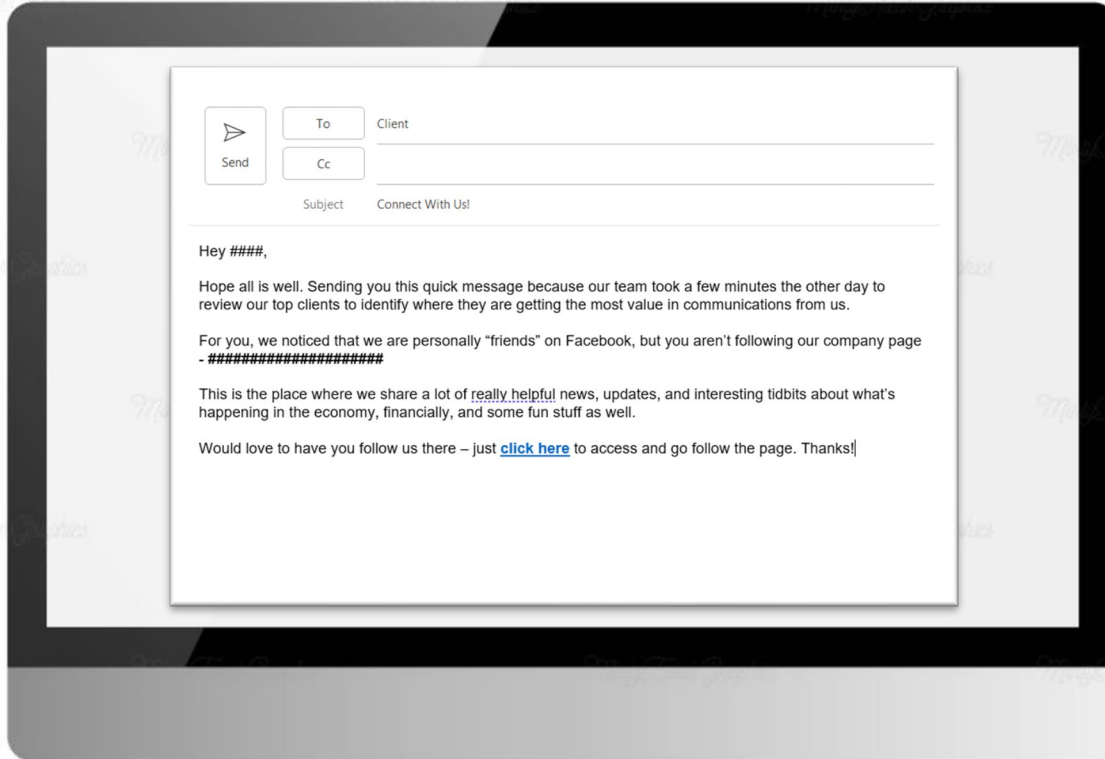 Send
To
Client
Cc
Subject
Connect With Us!
Hey ####,
Hope all is well. Sending you this quick message because our team took a few minutes the other day to
review our top clients to identify where they are getting the most value in communications from us.
For you, we noticed that we are personally “friends” on Facebook, but you aren’t following our company page
- #####################
This is the place where we share a lot of really helpful news, updates, and interesting tidbits about what’s
happening in the economy, financially, and some fun stuff as well.
Would love to have you follow us there – just click here to access and go follow the page. Thanks!